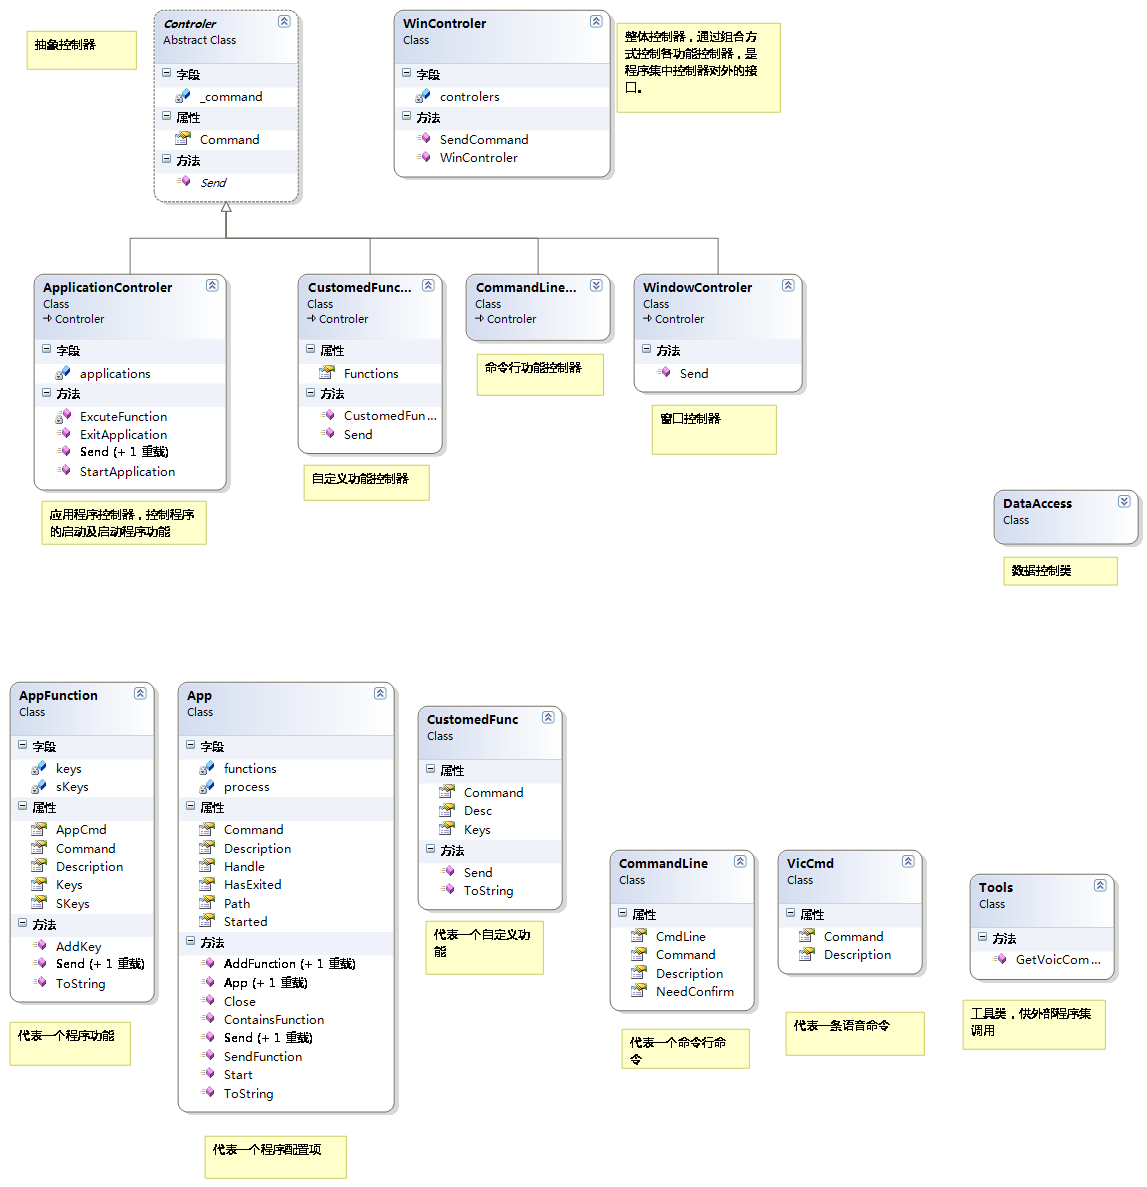 抽象控制器
Controler
Abstract Class
字段
_command
属性
Command
方法
Send
WinControler
Class
字段
controlers
方法
SendCommand
WinControler
整体控制器，通过组合方
式控制各功能控制器，是
程序集中控制器对外的接
口。
ApplicationControler
Class
Controler
字段
applications
方法
ExcuteFunction
ExitApplication
Send (+ 1 重载)
StartApplication
应用程序控制器，控制程序
的启动及启动程序功能
CustomedFunc...
Class
Controler
属性
Functions
方法
CustomedFun...
Send
自定义功能控制器
CommandLine...
Class
Controler
命令行功能控制器
WindowControler
Class
Controler
方法
Send
窗口控制器
DataAccess
Class
数据控制类
AppFunction
Class
字段
keys
sKeys
属性
AppCmd
Command
Description
Keys
SKeys
方法
AddKey
Send (+ 1 重载)
ToString
代表一个程序功能
App
Class
字段
functions
process
属性
Command
Description
Handle
HasExited
Path
Started
方法
AddFunction (+ 1 重载)
App (+ 1 重载)
Close
ContainsFunction
Send (+ 1 重载)
SendFunction
Start
ToString
代表一个程序配置项
CustomedFunc
Class
属性
Command
Desc
Keys
方法
Send
ToString
代表一个自定义功
能
CommandLine
Class
属性
CmdLine
Command
Description
NeedConfirm
代表一个命令行命
令
VicCmd
Class
属性
Command
Description
代表一条语音命令
Tools
Class
方法
GetVoicCom...
工具类，供外部程序集
调用